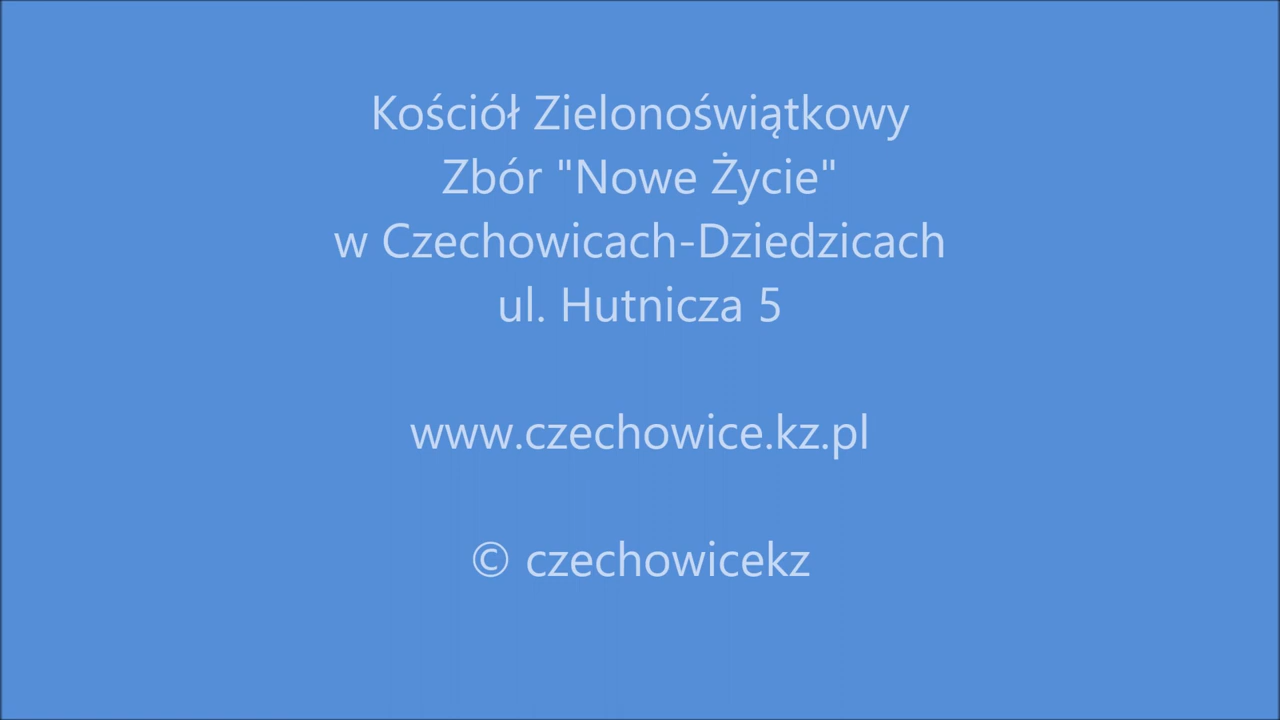 Kościół Zielonoświątkowy
Zbór "Nowe Życie"
w Czechowicach-Dziedzicach
ul. Hutnicza 5
www.czechowice.kz.pl
© czechowicekz